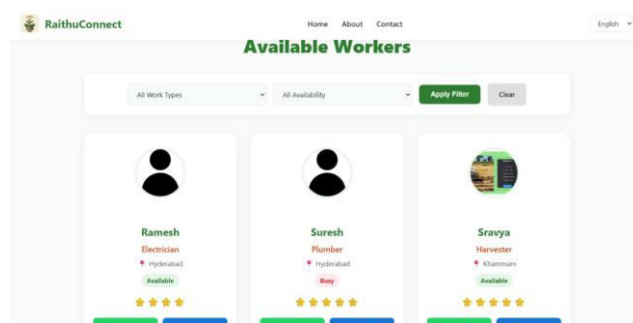 RaithuConnect
Home About Contact
English
Available Workers
All Work Types
All Availability
Apply Filter
Clear
Ramesh
Electrician
Hyderabad
Available
Suresh
Plumber
Hyderabad
Busy
Sravya
Harvester
Khammam
Available